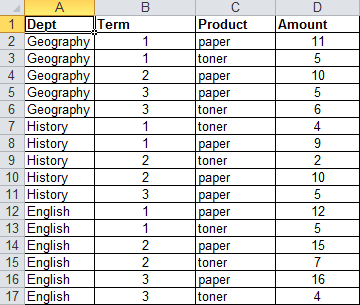 A B C D
1 Dept Term Product Amount
2 Geography 1 paper 11
3 Geography 1 toner 5
4 Geography 2 paper 10
5 Geography 3 paper 5
6 Geography 3 toner 6
7 History 1 toner 4
8 History 1 paper 9
9 History 2 toner 2
10 History 2 paper 10
11 History 3 paper 5
12 English 1 paper 12
13 English 1 toner 5
14 English 2 paper 15
15 English 2 toner 7
16 English 3 paper 16
17 English 3 toner 4